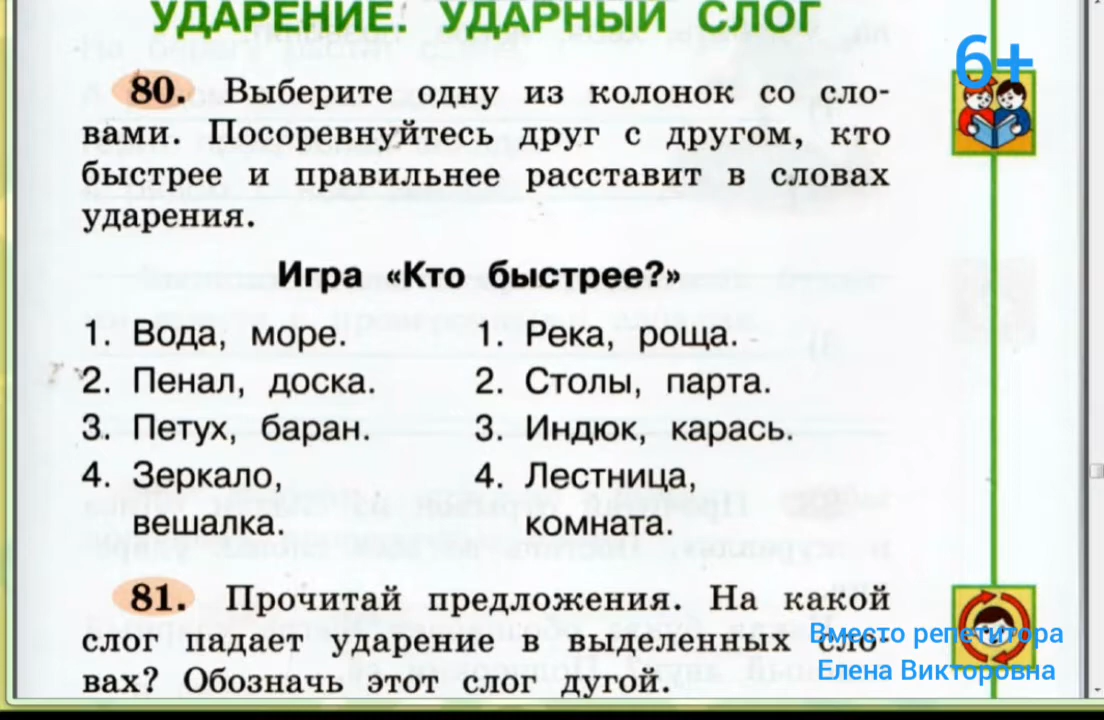 УДАРЕНИЕ. УДАРНЫЙ СЛОГ
6+
80. Выберите одну из колонок со сло-
вами. Посоревнуйтесь друг с другом, кто
быстрее и правильнее расставит в словах
ударения.
Игра «Кто быстрее?»
1. Вода, море.
2. Пенал, доска.
3. Петух, баран.
4. Зеркало,
вешалка.
1. Река, роща.
2. Столы, парта.
3. Индюк, карась.
4. Лестница,
комната.
81. Прочитай предложения. На какой
слог падает ударение в выделенных сло-
вах? Обозначь этот слог дугой.
Вместо репетитора
Елена Викторовна